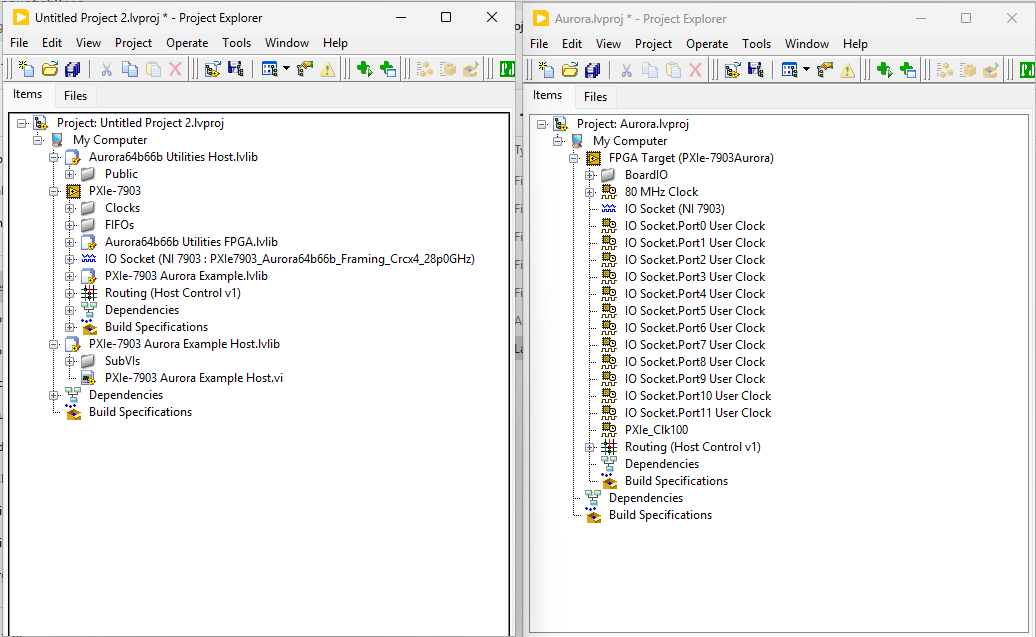 Untitled Project 2.lvproj * - Project Explorer
File Edit View Project Operate Tools Window Help
Items Files
Project: Untitled Project 2.lvproj
My Computer
Aurora64b66b Utilities Host.lvlib
Public
PXIe-7903
Clocks
FIFOs
Aurora64b66b Utilities FPGA.lvlib
IO Socket (NI 7903 : PXIe7903_Aurora64b66b_Framing_Crcx4_28p0GHz)
PXIe-7903 Aurora Example.lvlib
Routing (Host Control v1)
Dependencies
Build Specifications
PXIe-7903 Aurora Example Host.lvlib
SubVIs
PXIe-7903 Aurora Example Host.vi
Dependencies
Build Specifications
Aurora.lvproj * - Project Explorer
File Edit View Project Operate Tools Window Help
Items Files
Project: Aurora.lvproj
My Computer
FPGA Target (PXIe-7903Aurora)
BoardIO
80 MHz Clock
IO Socket (NI 7903)
IO Socket.Port0 User Clock
IO Socket.Port1 User Clock
IO Socket.Port2 User Clock
IO Socket.Port3 User Clock
IO Socket.Port4 User Clock
IO Socket.Port5 User Clock
IO Socket.Port6 User Clock
IO Socket.Port7 User Clock
IO Socket.Port8 User Clock
IO Socket.Port9 User Clock
IO Socket.Port10 User Clock
IO Socket.Port11 User Clock
PXIe_Clk100
Routing (Host Control v1)
Dependencies
Build Specifications
Dependencies
Build Specifications